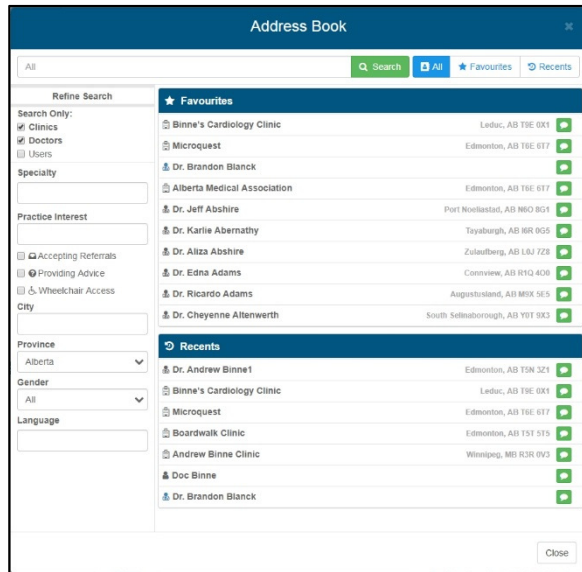 Address Book
All
Search
All
Favourites
Recents
Refine Search
Search Only:
Clinics
Doctors
Users
Specialty
Practice Interest
Accepting Referrals
Providing Advice
Wheelchair Access
City
Province
Alberta
Gender
All
Language
Favourites
Binne's Cardiology Clinic Leduc, AB T9E 0X1
Microquest Edmonton, AB T6E 6T7
Dr. Brandon Blanck
Alberta Medical Association Edmonton, AB T6E 6T7
Dr. Jeff Abshire Port Noeliastad, AB N6O 8G1
Dr. Karlie Abernathy Tayaburgh, AB I6R 0G5
Dr. Aliza Abshire Zulaufberg, AB L0J 7Z8
Dr. Edna Adams Connview, AB R1Q 4O0
Dr. Ricardo Adams Augustusland, AB M9X 5E5
Dr. Cheyenne Altenwerth South Selinaborough, AB Y0T 9X3
Recents
Dr. Andrew Binne1 Edmonton, AB T5N 3Z1
Binne's Cardiology Clinic Leduc, AB T9E 0X1
Microquest Edmonton, AB T6E 6T7
Boardwalk Clinic Edmonton, AB T5T 5T5
Andrew Binne Clinic Winnipeg, MB R3R 0V3
Doc Binne
Dr. Brandon Blanck
Close